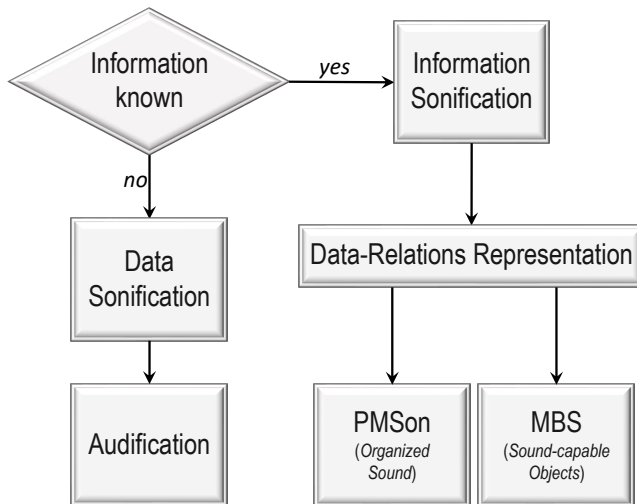 Information
known
yes
Information
Sonification
no
Data
Sonification
Data-Relations Representation
Audification
PMSon
(Organized
Sound)
MBS
(Sound-capable
Objects)